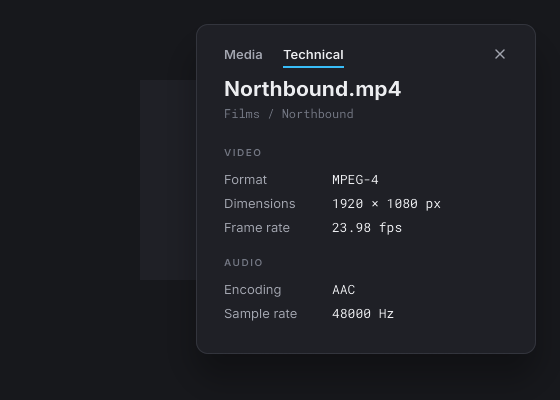 Media Technical ×
Northbound.mp4
Films / Northbound
VIDEO
Format MPEG-4
Dimensions 1920 × 1080 px
Frame rate 23.98 fps
AUDIO
Encoding AAC
Sample rate 48000 Hz